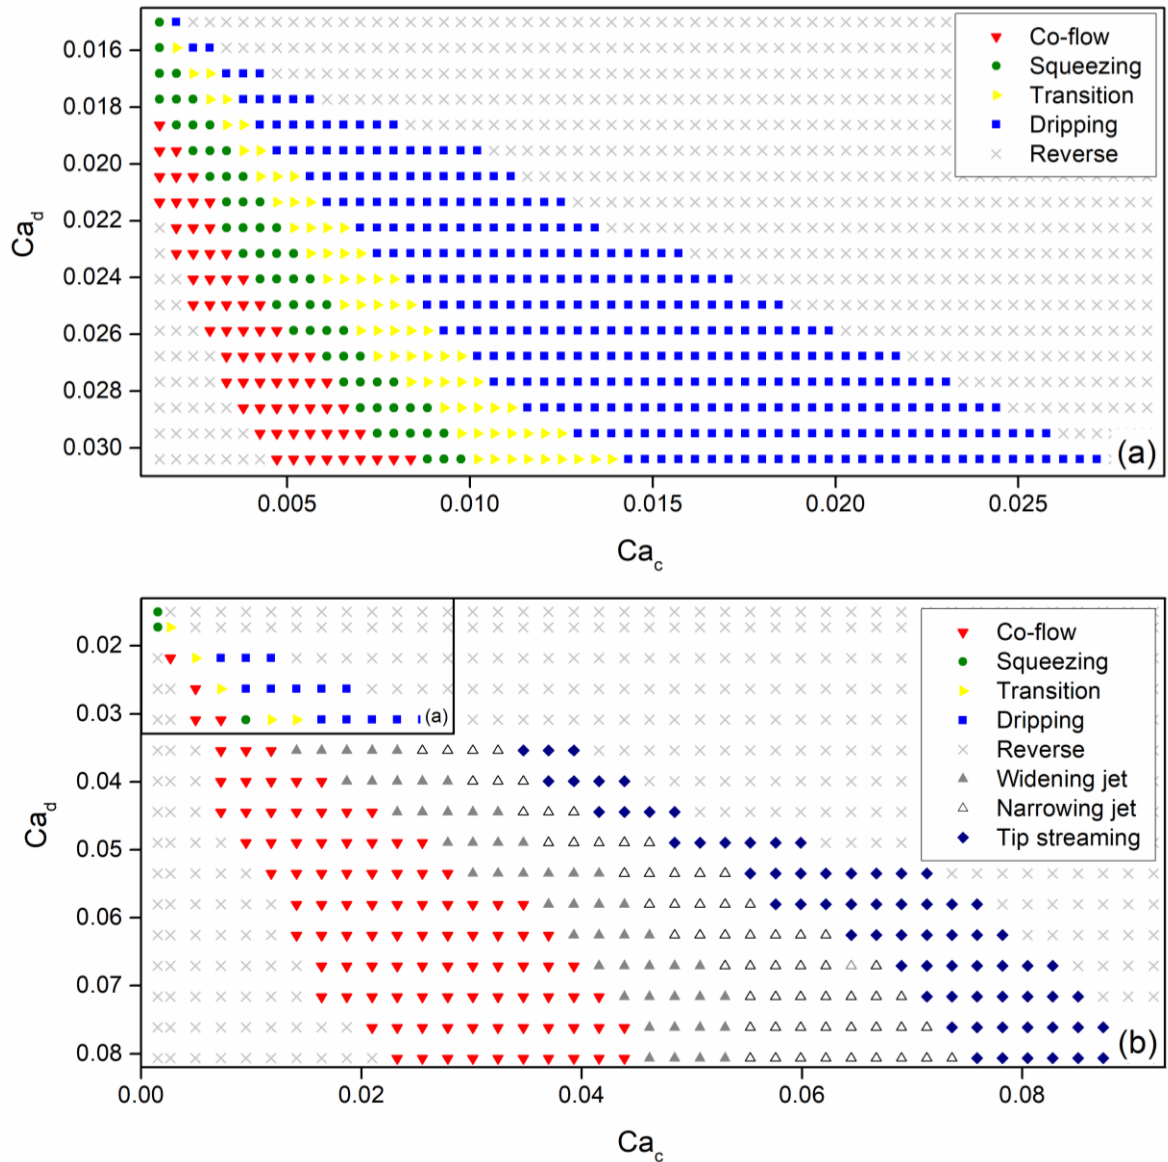 0.016
0.018
0.020
0.022
0.024
0.026
0.028
0.030
Ca_d
Co-flow
Squeezing
Transition
Dripping
Reverse
(a)
0.005
0.010
0.015
0.020
0.025
Ca_c
0.02
0.03
0.04
0.05
0.06
0.07
0.08
Ca_d
(a)
Co-flow
Squeezing
Transition
Dripping
Reverse
Widening jet
Narrowing jet
Tip streaming
(b)
0.00
0.02
0.04
0.06
0.08
Ca_c